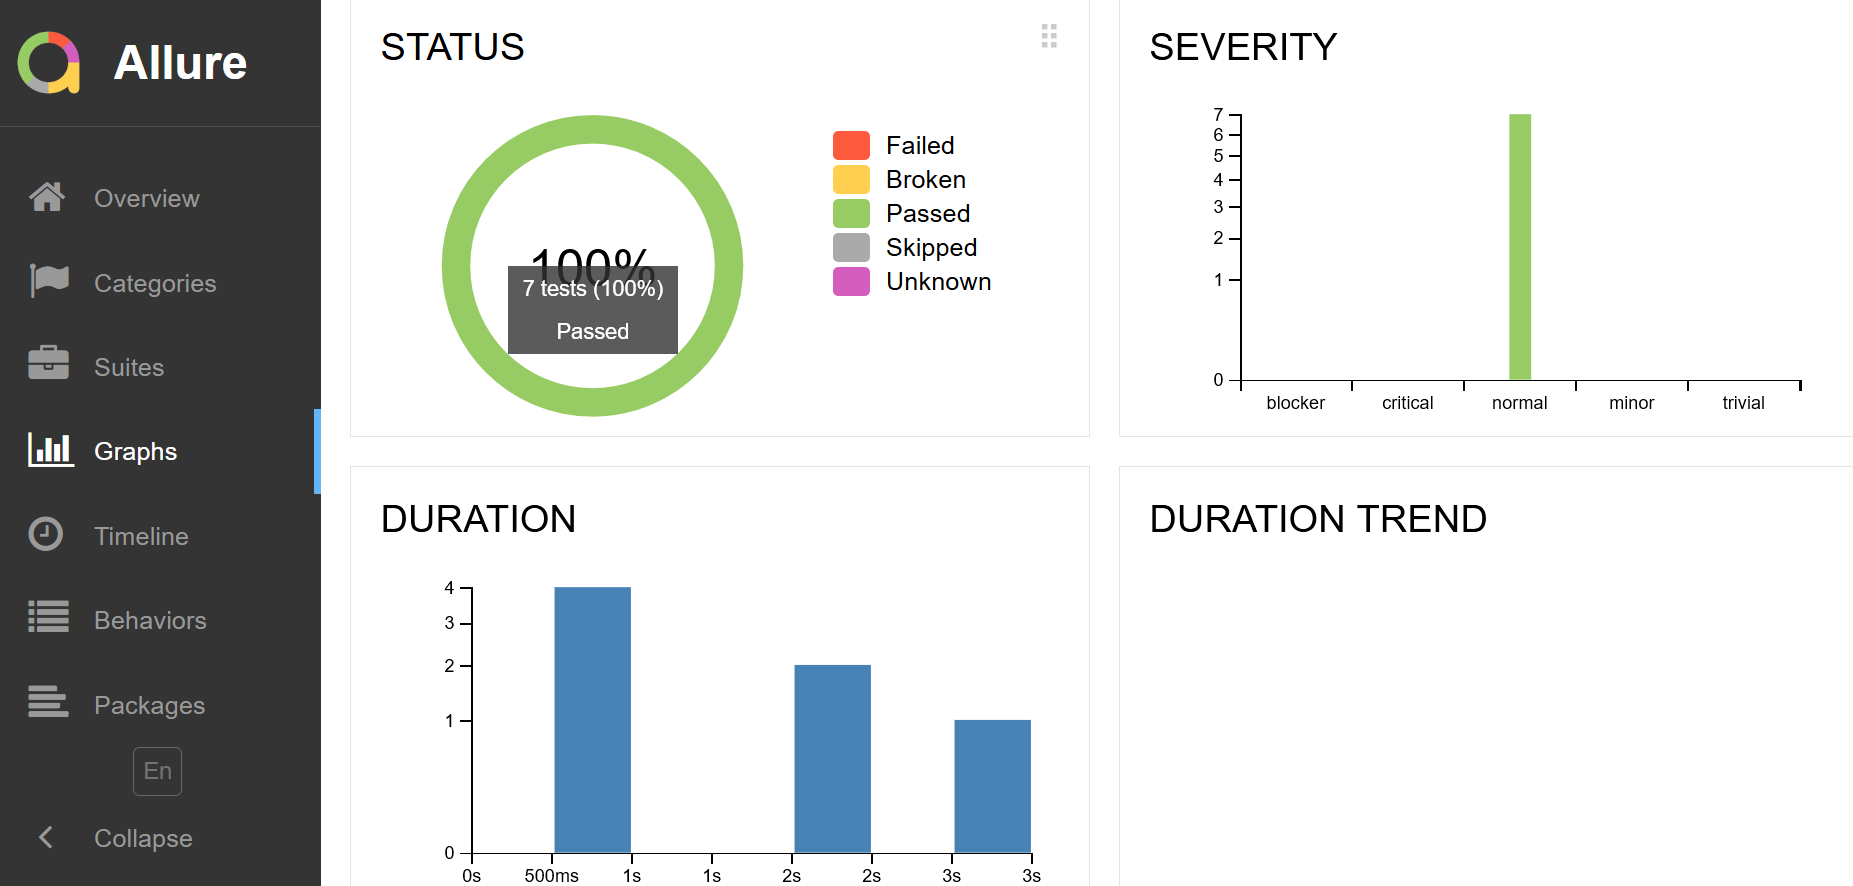 Allure
Overview
Categories
Suites
Graphs
Timeline
Behaviors
Packages
En
Collapse
STATUS
100%
7 tests (100%)
Passed
Failed
Broken
Passed
Skipped
Unknown
SEVERITY
7
6
5
4
3
2
1
0
blocker critical normal minor trivial
DURATION
4
3
2
1
0
0s 500ms 1s 1s 2s 2s 3s 3s
DURATION TREND